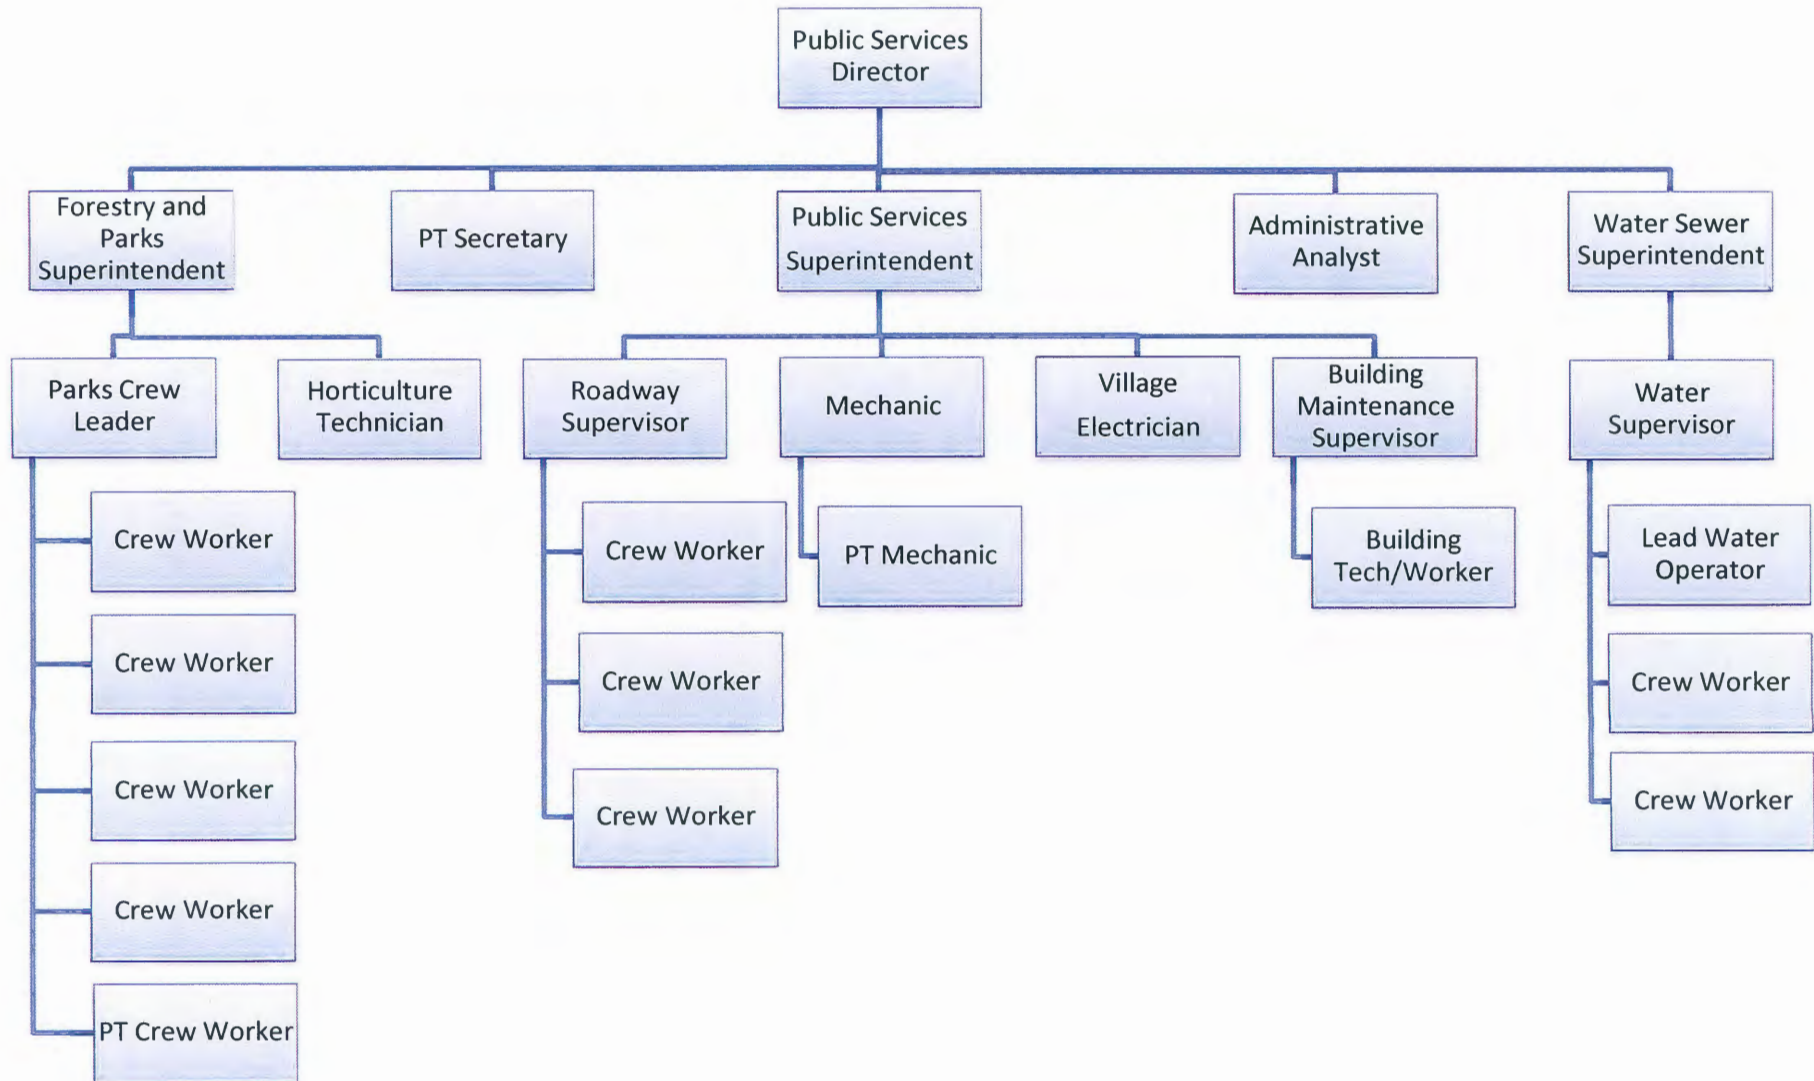 Public Services
Director
Forestry and
Parks
Superintendent
PT Secretary
Public Services
Superintendent
Administrative
Analyst
Water Sewer
Superintendent
Parks Crew
Leader
Horticulture
Technician
Roadway
Supervisor
Mechanic
Village
Electrician
Building
Maintenance
Supervisor
Water
Supervisor
Crew Worker
Crew Worker
Crew Worker
Crew Worker
PT Crew Worker
Crew Worker
Crew Worker
Crew Worker
PT Mechanic
Building
Tech/Worker
Lead Water
Operator
Crew Worker
Crew Worker